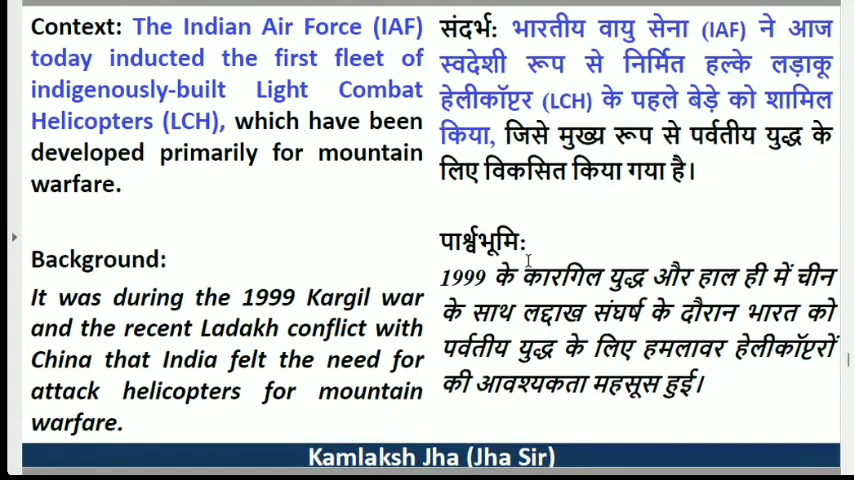 Context: The Indian Air Force (IAF)
today inducted the first fleet of
indigenously-built Light Combat
Helicopters (LCH), which have been
developed primarily for mountain
warfare.
Background:
It was during the 1999 Kargil war
and the recent Ladakh conflict with
China that India felt the need for
attack helicopters for mountain
warfare.
संदर्भ: भारतीय वायु सेना (IAF) ने आज
स्वदेशी रूप से निर्मित हल्के लड़ाकू
हेलीकॉप्टर (LCH) के पहले बेड़े को शामिल
किया, जिसे मुख्य रूप से पर्वतीय युद्ध के
लिए विकसित किया गया है।
पार्श्वभूमि:
1999 के कारगिल युद्ध और हाल ही में चीन
के साथ लद्दाख संघर्ष के दौरान भारत को
पर्वतीय युद्ध के लिए हमलावर हेलीकॉप्टरों
की आवश्यकता महसूस हुई।
Kamlaksh Jha (Jha Sir)